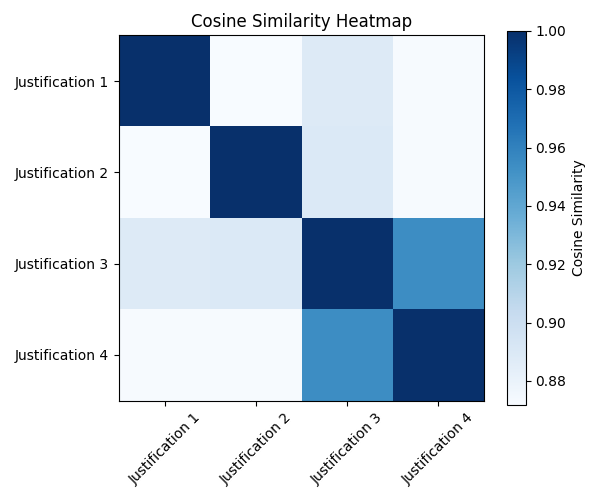 Cosine Similarity Heatmap
Justification 1
Justification 2
Justification 3
Justification 4
Justification 1
Justification 2
Justification 3
Justification 4
1.00
0.98
0.96
0.94
0.92
0.90
0.88
Cosine Similarity